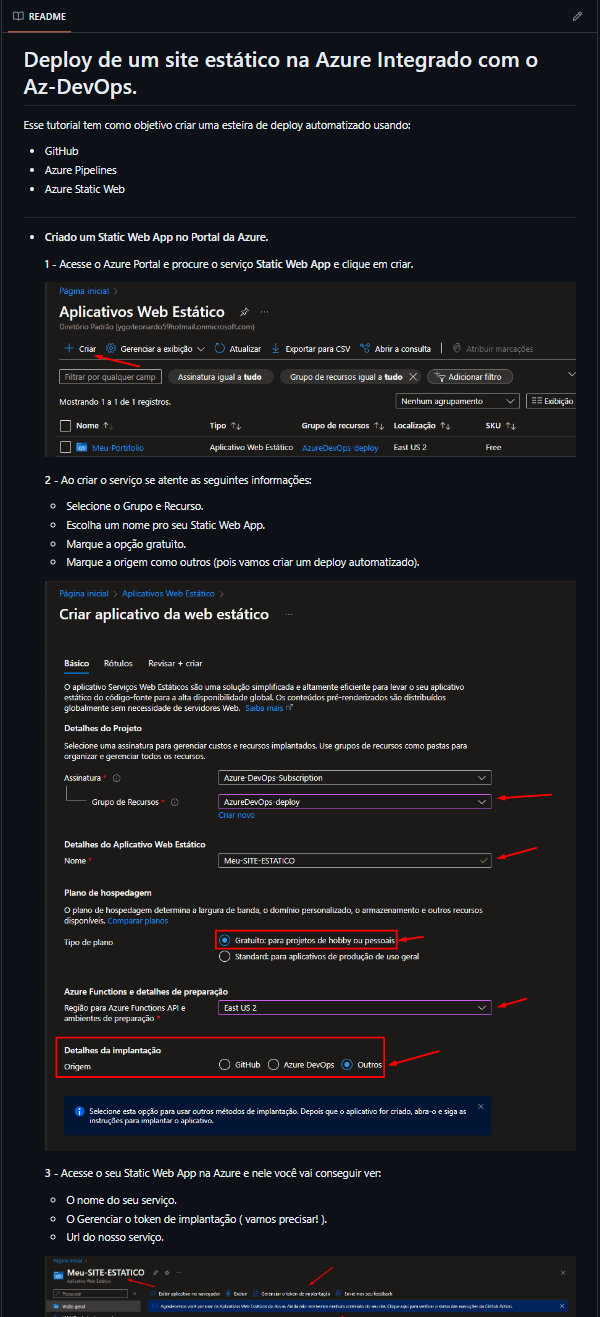 README
Deploy de um site estático na Azure Integrado com o
Az-DevOps.
Esse tutorial tem como objetivo criar uma esteira de deploy automatizado usando:
GitHub
Azure Pipelines
Azure Static Web
Criado um Static Web App no Portal da Azure.
1 - Acesse o Azure Portal e procure o serviço Static Web App e clique em criar.
Página inicial >
Aplicativos Web Estático
Diretório Padrão (ygorleonardo59hotmail.onmicrosoft.com)
Criar Gerenciar a exibição Atualizar Exportar para CSV Abrir a consulta Atribuir marcações
Filtrar por qualquer camp Assinatura igual a tudo Grupo de recursos igual a tudo Adicionar filtro
Mostrando 1 a 1 de 1 registros. Nenhum agrupamento Exibição
Nome Tipo Grupo de recursos Localização SKU
Meu-Portifolio Aplicativo Web Estático AzureDevOps-deploy East US 2 Free
2 - Ao criar o serviço se atente as seguintes informações:
Selecione o Grupo e Recurso.
Escolha um nome pro seu Static Web App.
Marque a opção gratuito.
Marque a origem como outros (pois vamos criar um deploy automatizado).
Página inicial > Aplicativos Web Estático >
Criar aplicativo da web estático ...
Básico Rótulos Revisar + criar
O aplicativo Serviços Web Estáticos são uma solução simplificada e altamente eficiente para levar o seu aplicativo
estático do código-fonte para a alta disponibilidade global. Os conteúdos pré-renderizados são distribuídos
globalmente sem necessidade de servidores Web. Saiba mais
Detalhes do Projeto
Selecione uma assinatura para gerenciar custos e recursos implantados. Use grupos de recursos como pastas para
organizar e gerenciar todos os recursos.
Assinatura * Azure-DevOps-Subscription
Grupo de Recursos * AzureDevOps-deploy
Criar novo
Detalhes do Aplicativo Web Estático
Nome * Meu-SITE-ESTATICO
Plano de hospedagem
O plano de hospedagem determina a largura de banda, o domínio personalizado, o armazenamento e outros recursos
disponíveis. Comparar planos
Tipo de plano Gratuito: para projetos de hobby ou pessoais
Standard: para aplicativos de produção de uso geral
Azure Functions e detalhes de preparação
Região para Azure Functions API e
ambientes de preparação * East US 2
Detalhes da implantação
Origem GitHub Azure DevOps Outros
Selecione esta opção para usar outros métodos de implantação. Depois que o aplicativo for criado, abra-o e siga as
instruções para implantar o aplicativo.
3 - Acesse o seu Static Web App na Azure e nele você vai conseguir ver:
O nome do seu serviço.
O Gerenciar o token de implantação ( vamos precisar! ).
Url do nosso serviço.
Página inicial >
Meu-SITE-ESTATICO
Aplicativo Web Estático
Pesquisar Exibir aplicativo no navegador Excluir Gerenciar o token de implantação Envie-nos seu feedback
Visão geral